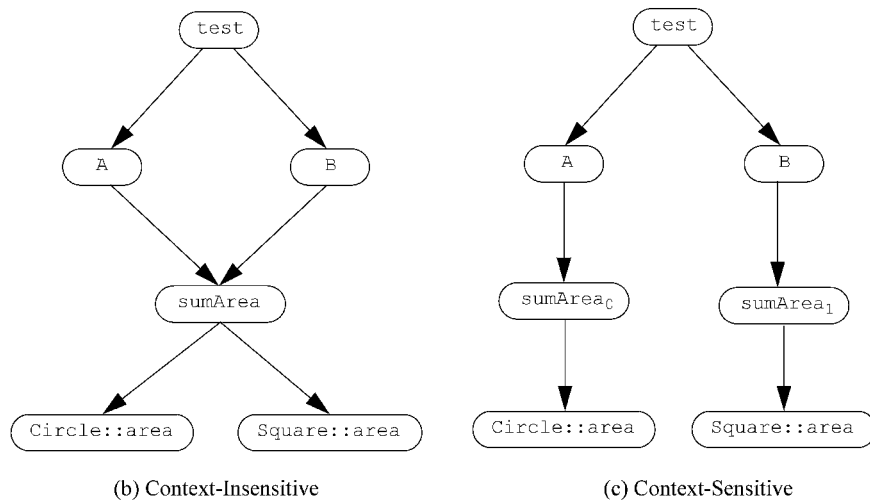 test
A
B
sumArea
Circle::area
Square::area
(b) Context-Insensitive
test
A
B
sumArea₀
sumArea₁
Circle::area
Square::area
(c) Context-Sensitive